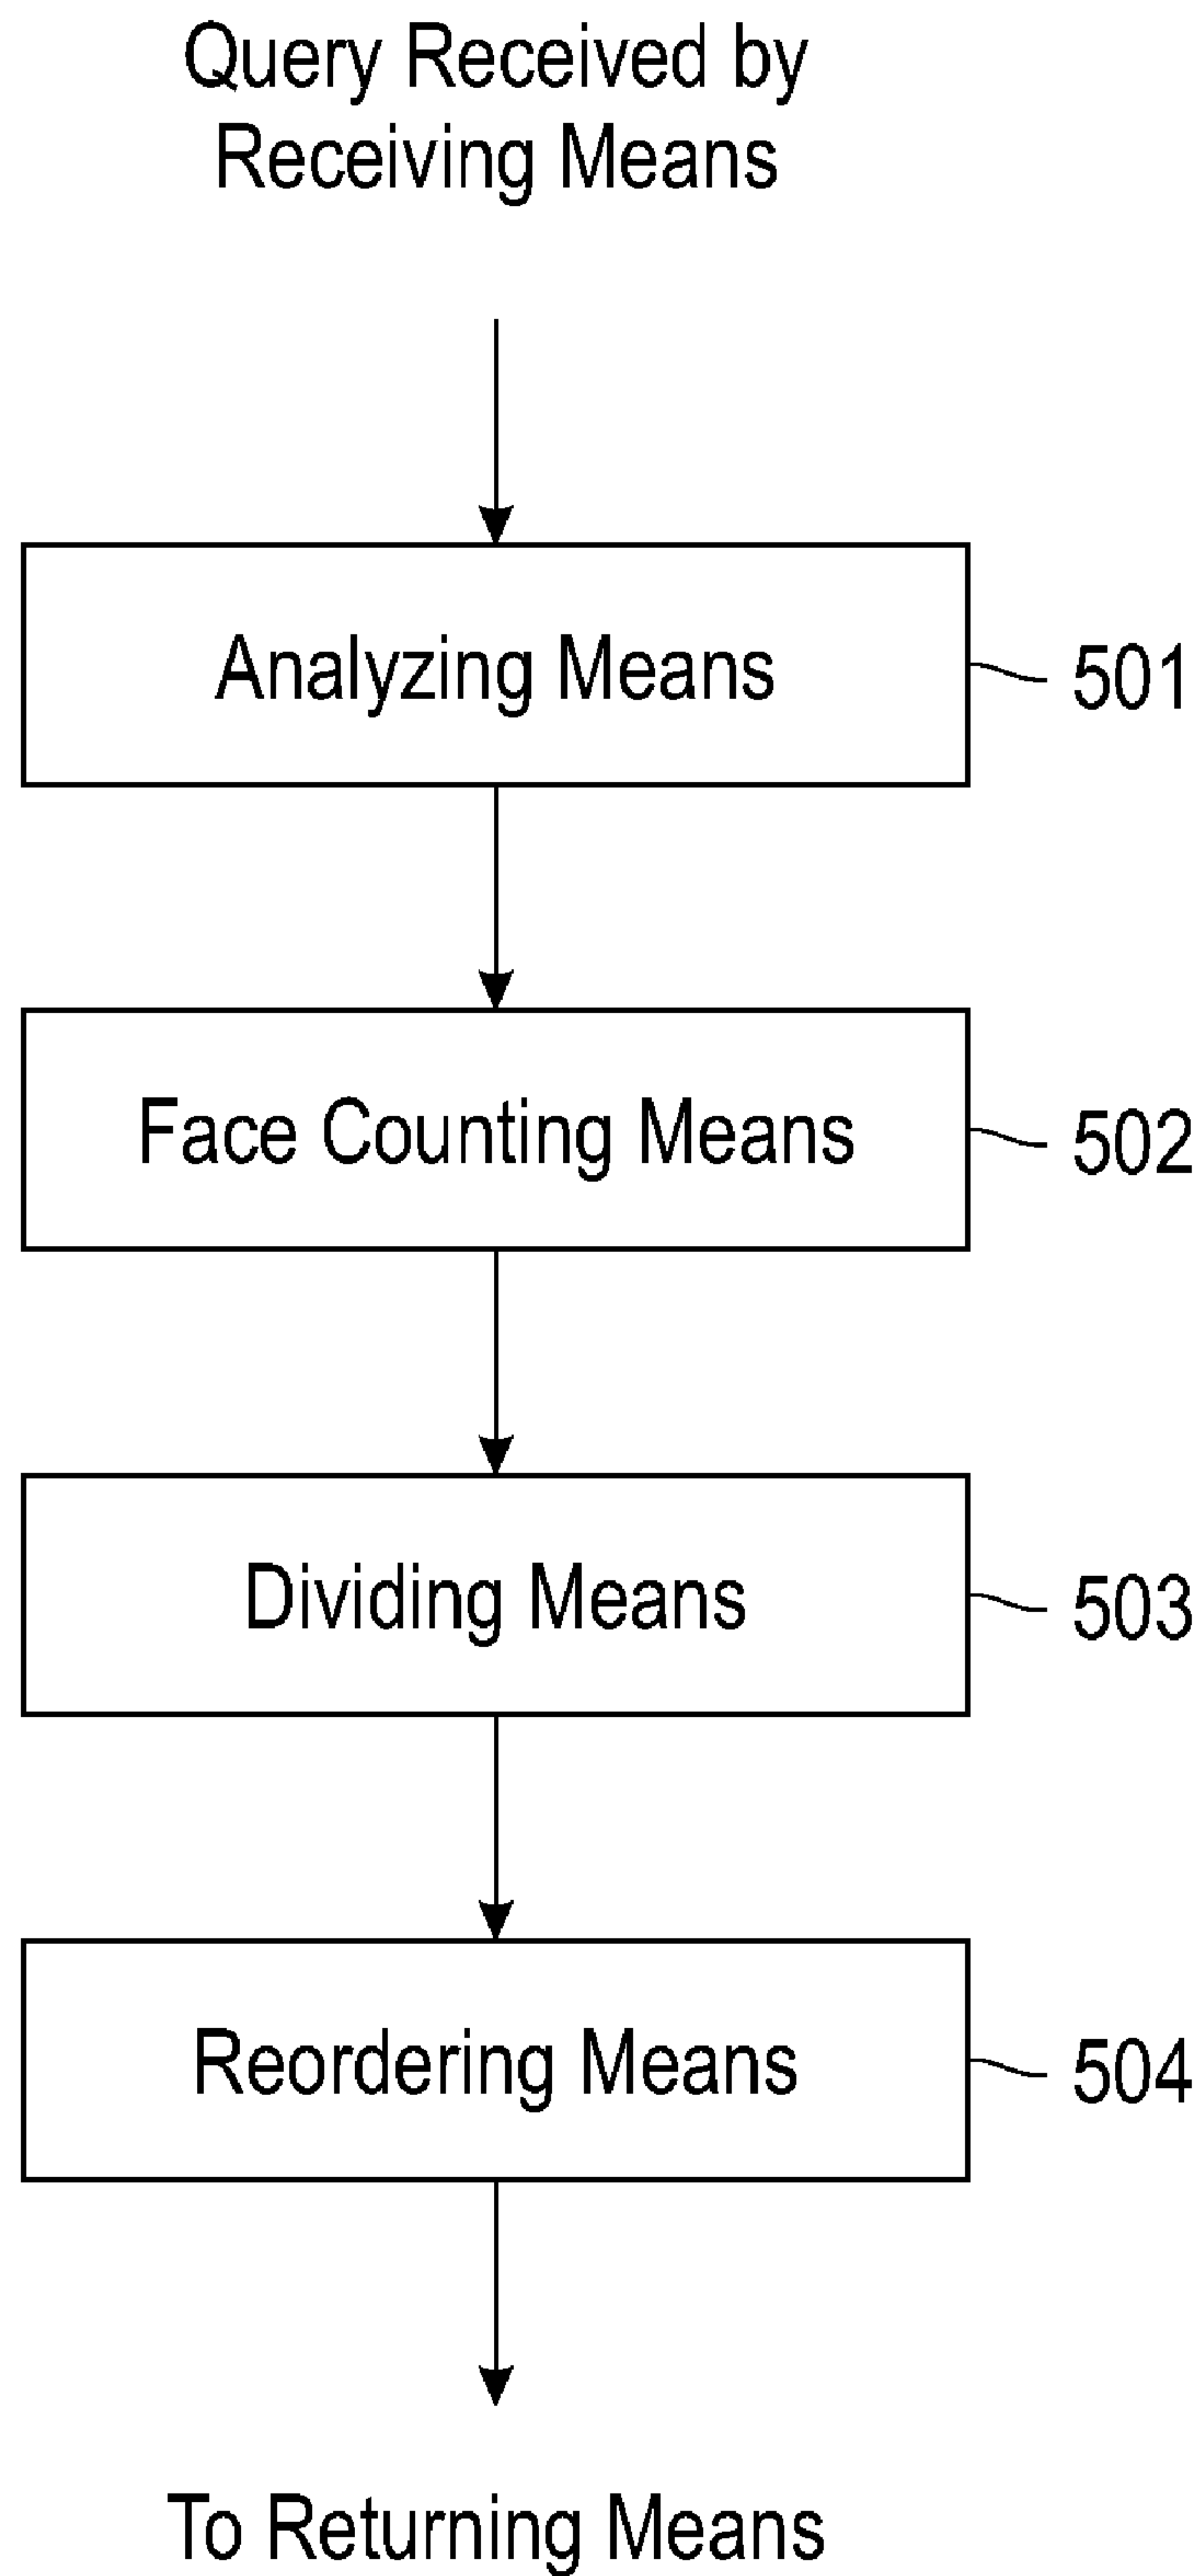 Query Received by
Receiving Means
Analyzing Means
501
Face Counting Means
502
Dividing Means
503
Reordering Means
504
To Returning Means